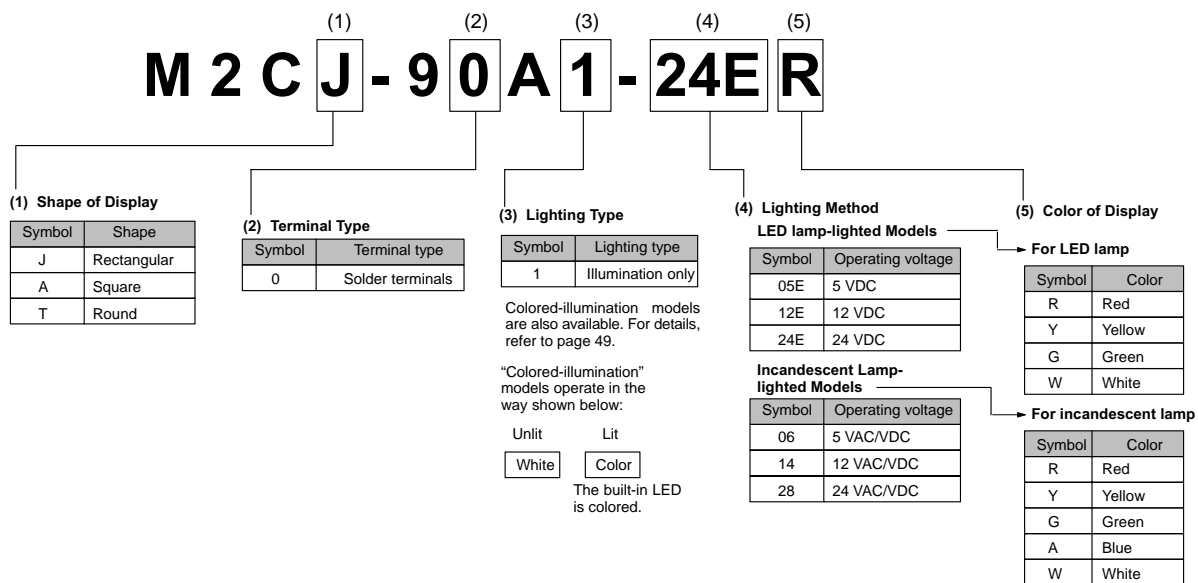 (1) (2) (3) (4) (5)
M 2 C J - 9 0 A 1 - 24E R
(1) Shape of Display
Symbol Shape
J Rectangular
A Square
T Round
(2) Terminal Type
Symbol Terminal type
0 Solder terminals
(3) Lighting Type
Symbol Lighting type
1 Illumination only
Colored-illumination models
are also available. For details,
refer to page 49.
“Colored-illumination”
models operate in the
way shown below:
Unlit Lit
White Color
The built-in LED
is colored.
(4) Lighting Method
LED lamp-lighted Models
Symbol Operating voltage
05E 5 VDC
12E 12 VDC
24E 24 VDC
Incandescent Lamp-
lighted Models
Symbol Operating voltage
06 5 VAC/VDC
14 12 VAC/VDC
28 24 VAC/VDC
(5) Color of Display
For LED lamp
Symbol Color
R Red
Y Yellow
G Green
W White
For incandescent lamp
Symbol Color
R Red
Y Yellow
G Green
A Blue
W White